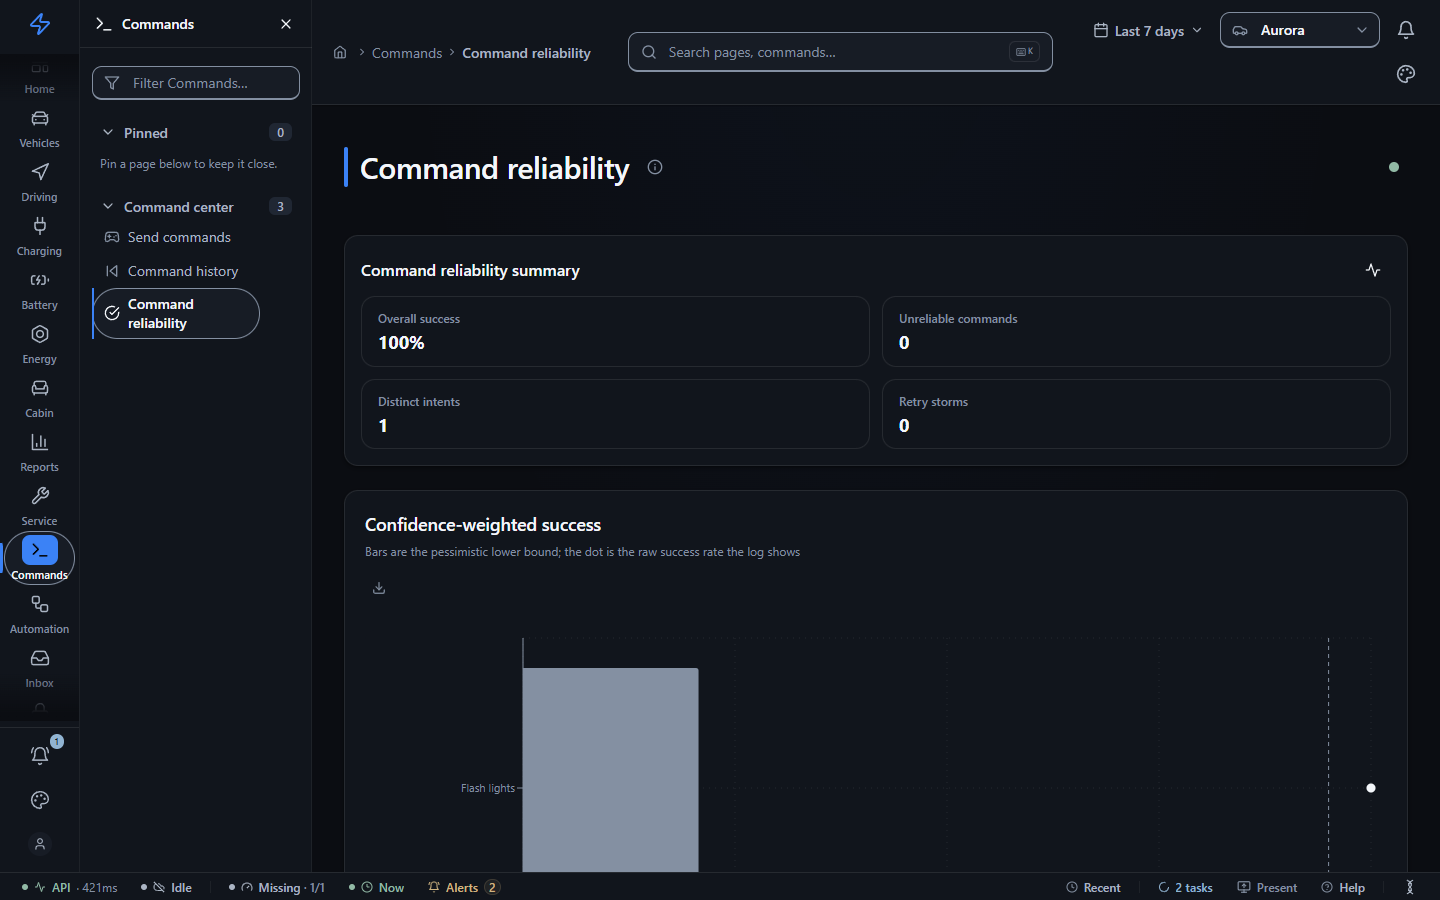 Commands
Home
Vehicles
Driving
Charging
Battery
Energy
Cabin
Reports
Service
Commands
Automation
Inbox
1
Filter Commands...
Pinned 0
Pin a page below to keep it close.
Command center 3
Send commands
Command history
Command
reliability
Commands
Command reliability
Search pages, commands...
K
Last 7 days
Aurora
Command reliability
Command reliability summary
Overall success
100%
Unreliable commands
0
Distinct intents
1
Retry storms
0
Confidence-weighted success
Bars are the pessimistic lower bound; the dot is the raw success rate the log shows
Flash lights
API · 421ms
Idle
Missing · 1/1
Now
Alerts 2
Recent
2 tasks
Present
Help